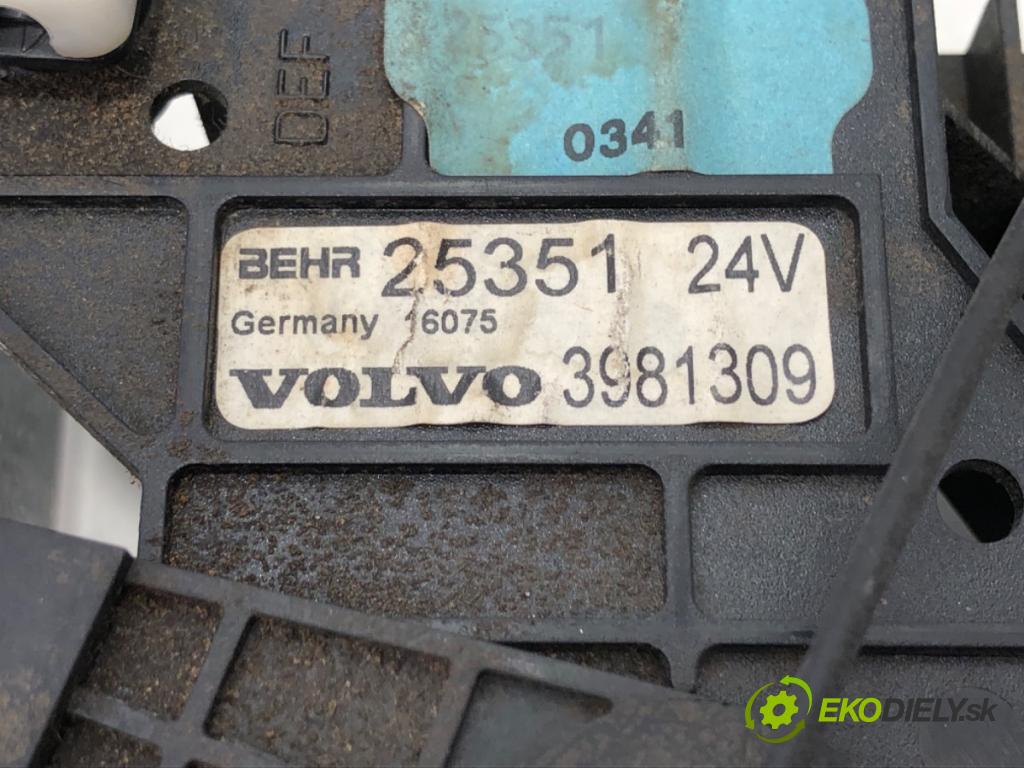 25351
DEF
0341
BEHR 25351 24V
Germany 16075
VOLVO 3981309
EKODIELY.sk